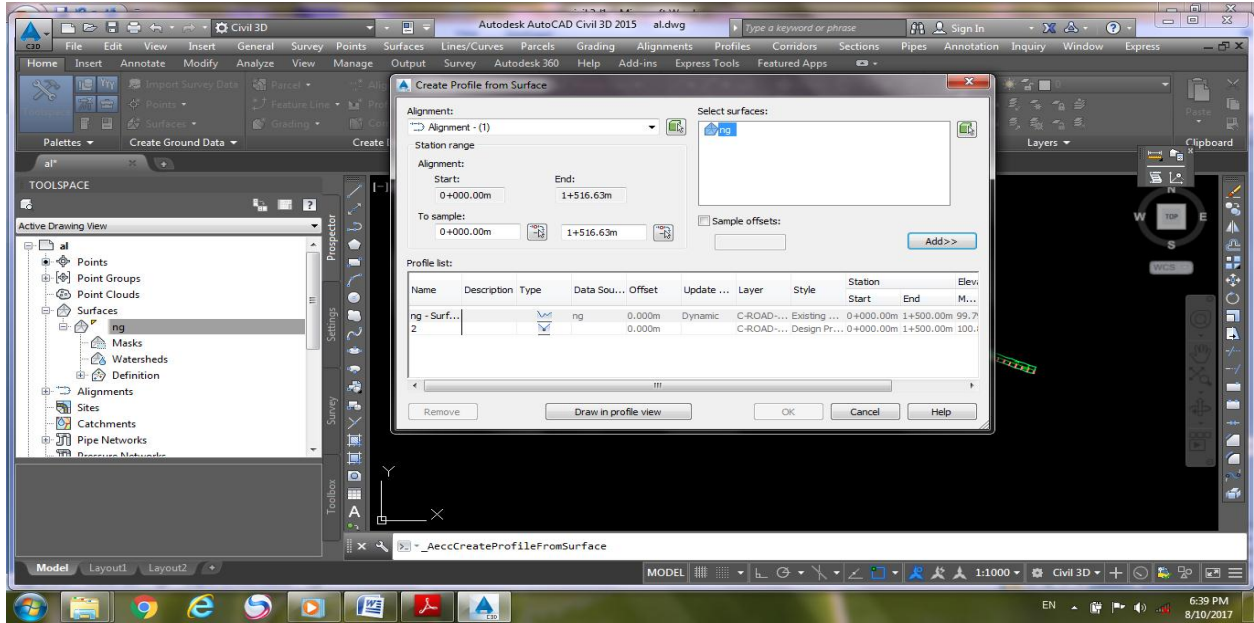 Civil 3D
Autodesk AutoCAD Civil 3D 2015 al.dwg
Type a keyword or phrase
Sign In
File Edit View Insert General Survey Points Surfaces Lines/Curves Parcels Grading Alignments Profiles Corridors Sections Pipes Annotation Inquiry Window Express
Home Insert Annotate Modify Analyze View Manage Output Survey Autodesk 360 Help Add-ins Express Tools Featured Apps
Import Survey Data
Parcel
Points
Feature Line
Surfaces
Grading
Paste
Palettes
Create Ground Data
Layers
Clipboard
al*
TOOLSPACE
Active Drawing View
al
Points
Point Groups
Point Clouds
Surfaces
ng
Masks
Watersheds
Definition
Alignments
Sites
Catchments
Pipe Networks
Pressure Networks
Prospector
Settings
Survey
Toolbox
Create Profile from Surface
Alignment:
Alignment - (1)
Station range
Alignment:
Start: End:
0+000.00m 1+516.63m
To sample:
0+000.00m 1+516.63m
Select surfaces:
ng
Sample offsets:
Add>>
Profile list:
Name Description Type Data Sou... Offset Update ... Layer Style Station Elev
Start End M...
ng - Surf... ng 0.000m Dynamic C-ROAD-... Existing ... 0+000.00m 1+500.00m 99.7
2 0.000m C-ROAD-... Design Pr... 0+000.00m 1+500.00m 100.
Remove Draw in profile view OK Cancel Help
N
W TOP E
S
WCS
Y
X
_AeccCreateProfileFromSurface
Model Layout1 Layout2
MODEL 1:1000 Civil 3D
EN 6:39 PM
8/10/2017